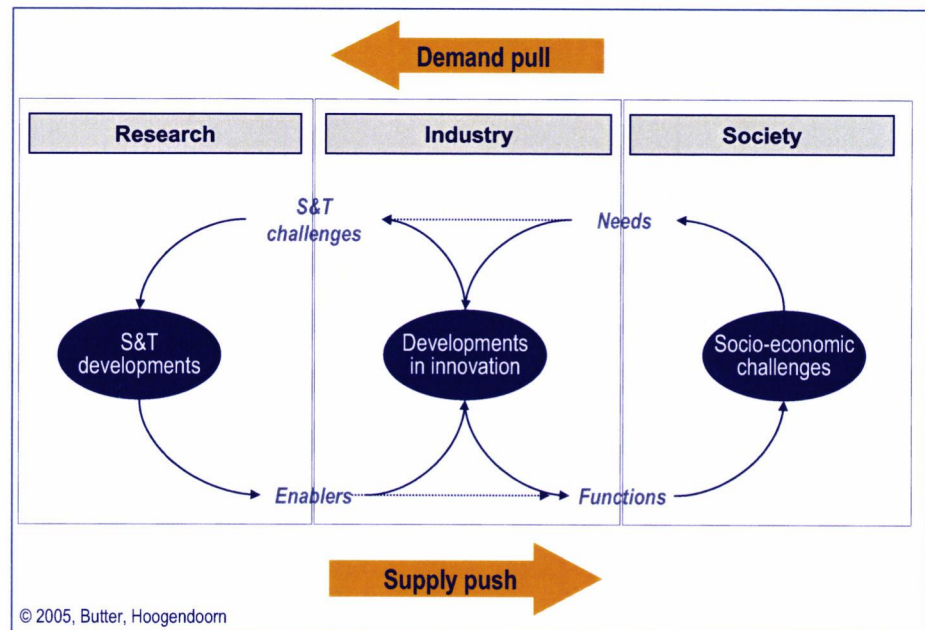 Demand pull
Research
Industry
Society
S&T
challenges
Needs
S&T
developments
Developments
in innovation
Socio-economic
challenges
Enablers
Functions
Supply push
© 2005, Butter, Hoogendoorn